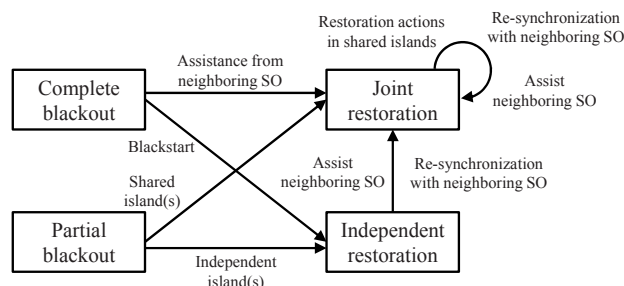 Restoration actions
in shared islands
Re-synchronization
with neighboring SO
Complete
blackout
Assistance from
neighboring SO
Joint
restoration
Assist
neighboring SO
Blackstart
Shared
island(s)
Assist
neighboring SO
Re-synchronization
with neighboring SO
Partial
blackout
Independent
island(s)
Independent
restoration